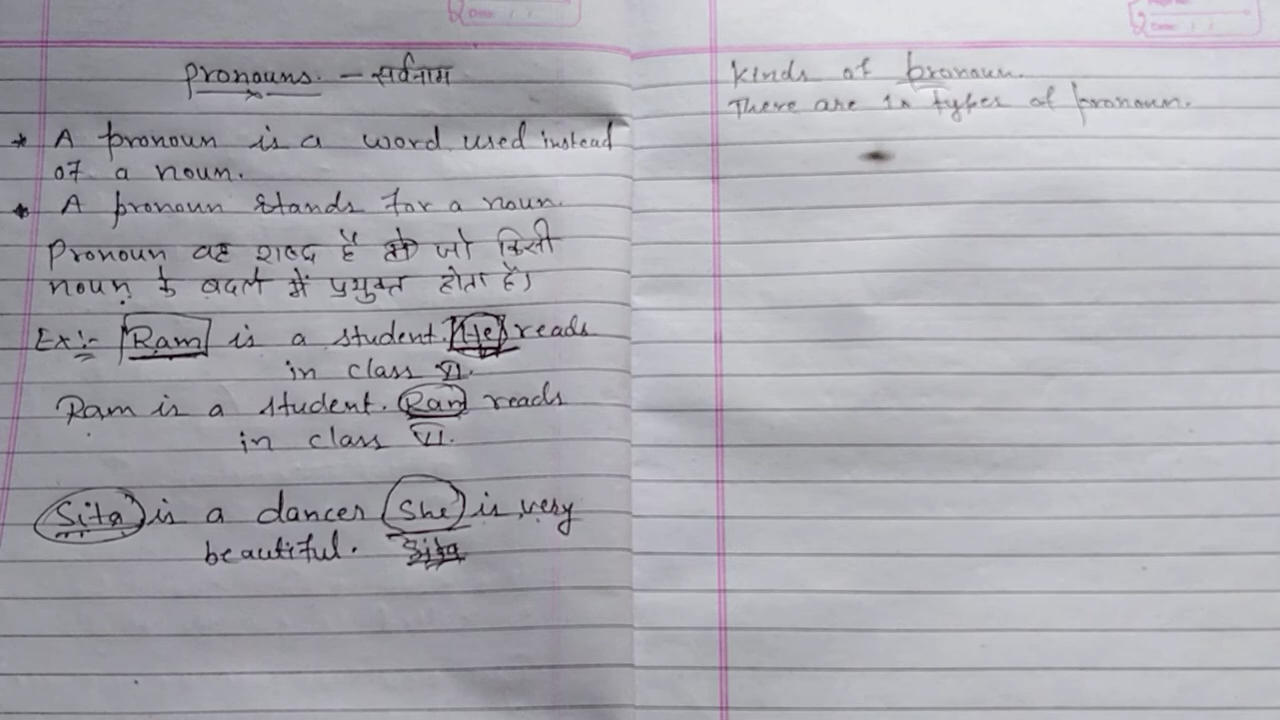 Pronouns. - सर्वनाम
* A pronoun is a word used instead
of a noun.
* A pronoun stands for a noun.
Pronoun वह शब्द है जो किसी
noun के बदले में प्रयुक्त होता है।
Ex:- Ram is a student. He reads
in class VI.
Ram is a student. Ram reads
in class VI.
Sita is a dancer She is very
beautiful. Sita
Kinds of pronoun.
There are 10 types of pronoun.